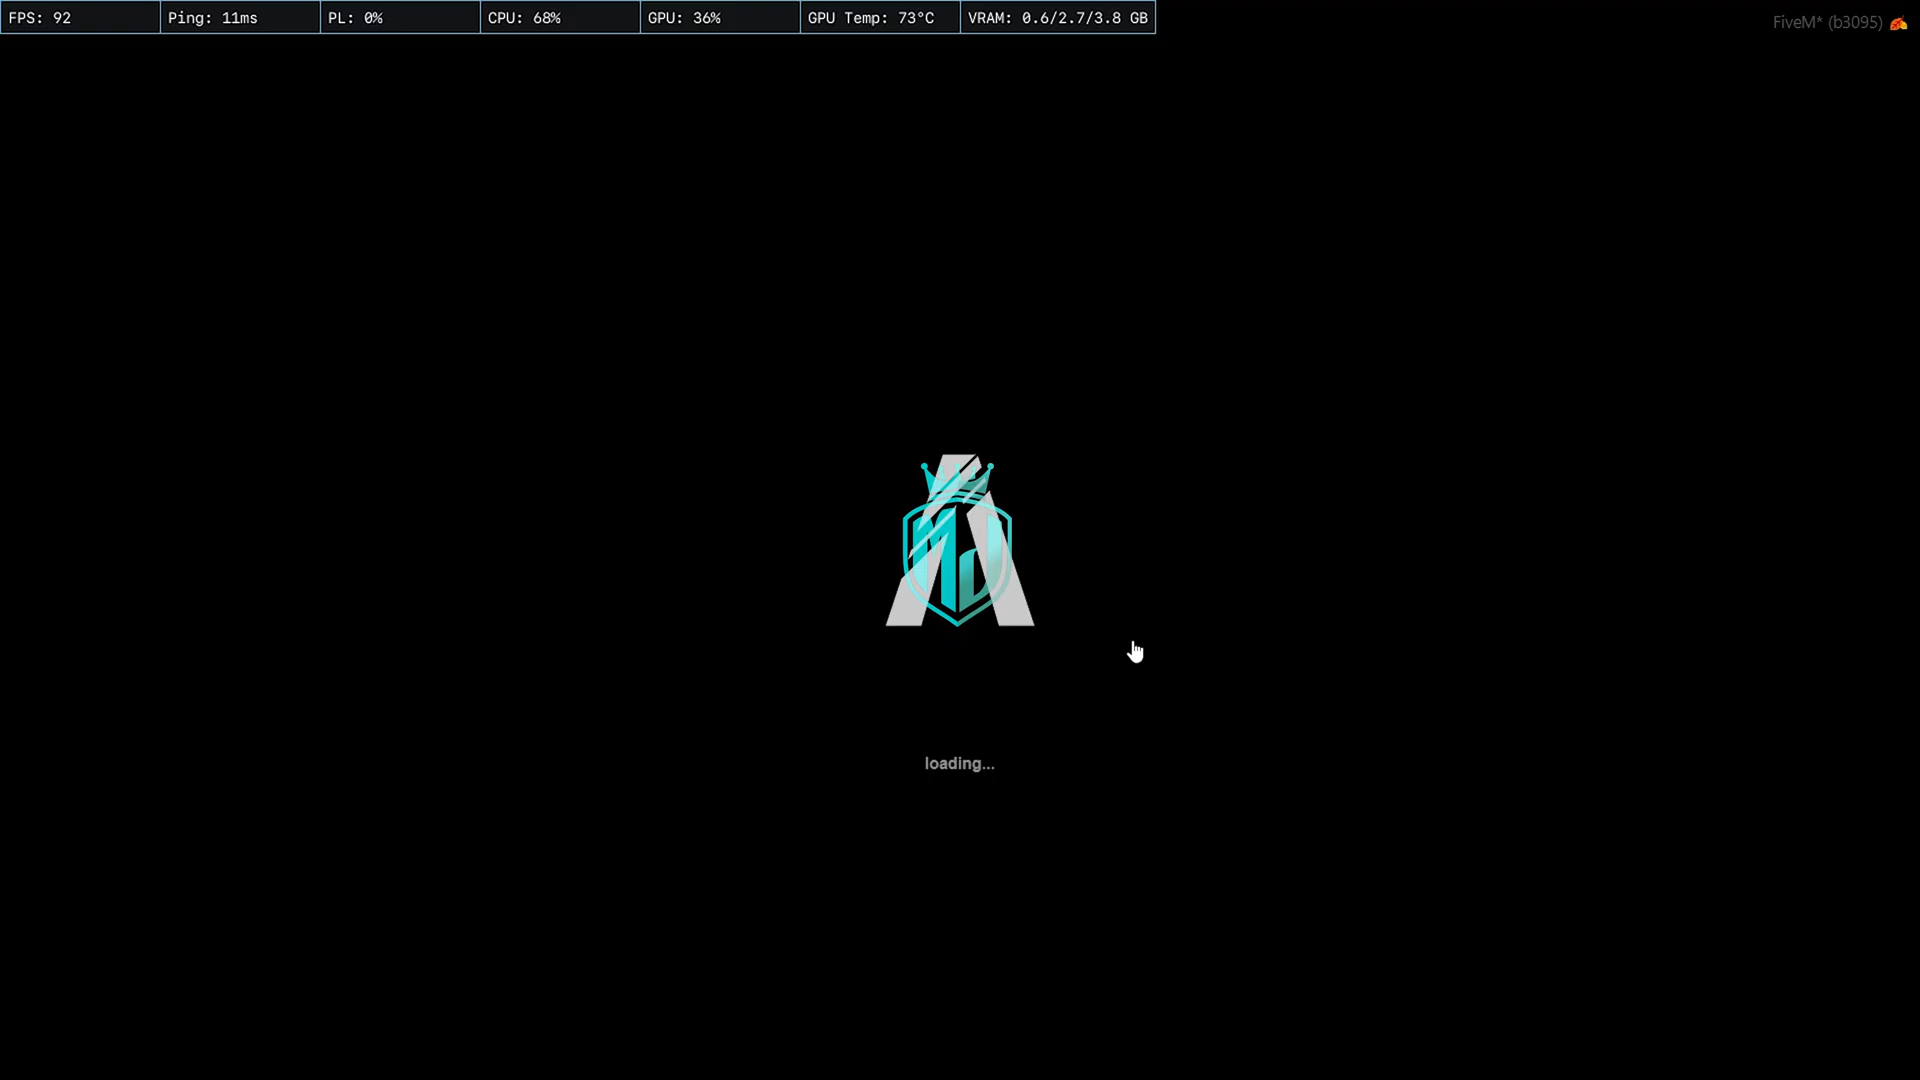 FPS: 92
Ping: 11ms
PL: 0%
CPU: 68%
GPU: 36%
GPU Temp: 73°C
VRAM: 0.6/2.7/3.8 GB
FiveM* (b3095)
MJ
loading...